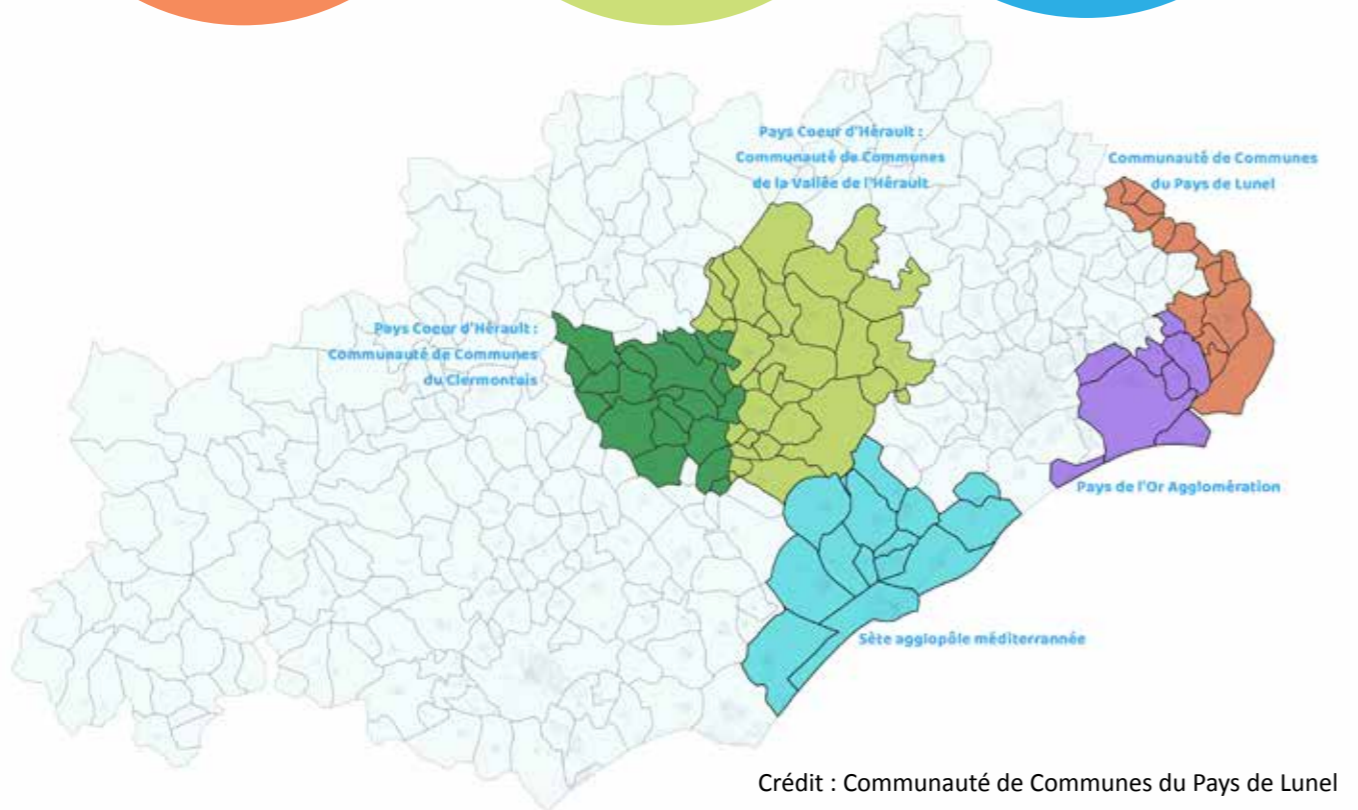 Pays Coeur d'Hérault :
Communauté de Communes
de la Vallée de l'Hérault
Communauté de Communes
du Pays de Lunel
Pays Coeur d'Hérault :
Communauté de Communes
du Clermontais
Pays de l'Or Agglomération
Sète agglopôle méditerrannée
Crédit : Communauté de Communes du Pays de Lunel